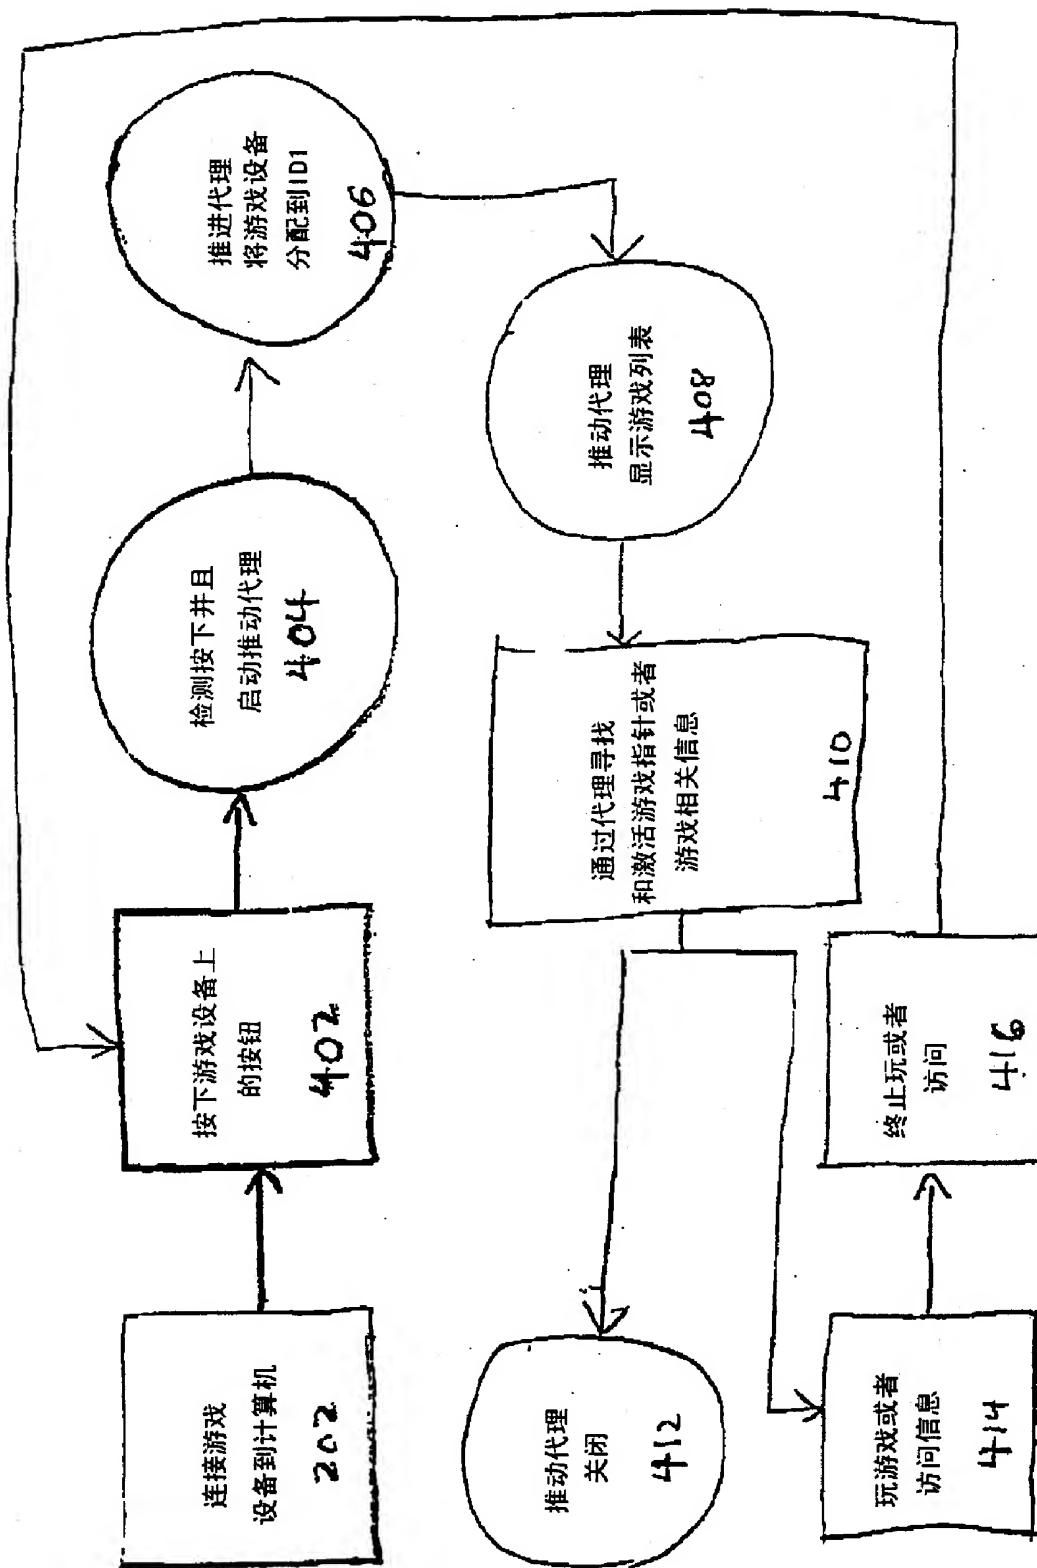 连接游戏
设备到计算机
202
按下游戏设备上
的按钮
402
检测按下并且
启动推动代理
404
推进代理
将游戏设备
分配到ID1
406
推动代理
显示游戏列表
408
通过代理寻找
和激活游戏指针或者
游戏相关信息
410
推动代理
关闭
412
玩游戏或者
访问信息
414
终止玩或者
访问
416